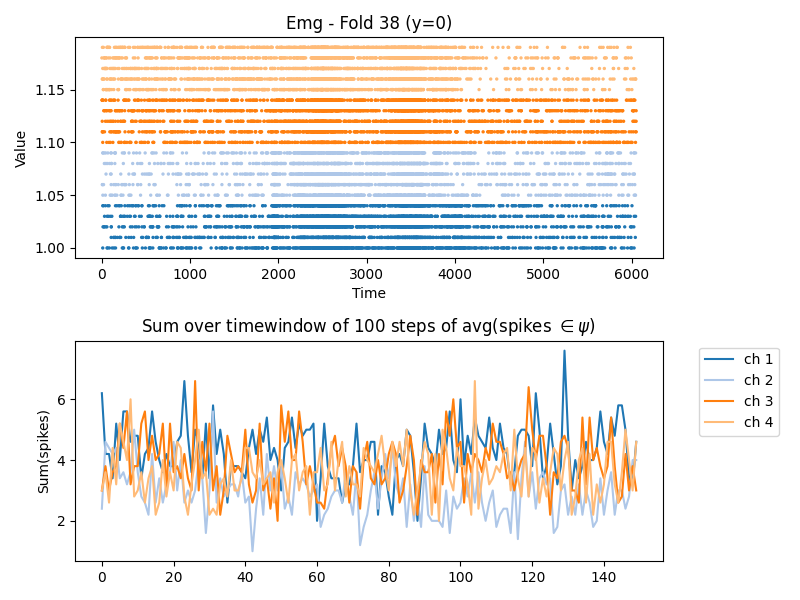 Emg - Fold 38 (y=0)
1.15
1.10
1.05
1.00
Value
0 1000 2000 3000 4000 5000 6000
Time
Sum over timewindow of 100 steps of avg(spikes ∈ψ)
6
4
2
Sum(spikes)
0 20 40 60 80 100 120 140
ch 1
ch 2
ch 3
ch 4